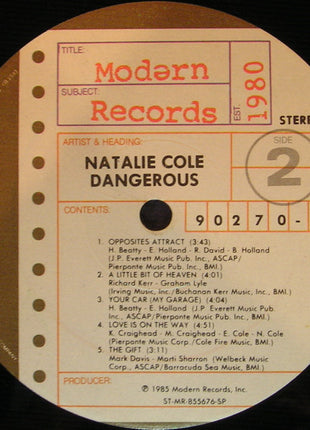 TITLE:
Modərn
SUBJECT:
Records
EST.
1980
STEREO
ARTIST & HEADING:
NATALIE COLE
DANGEROUS
SIDE
2
CONTENTS:
90270-
1. OPPOSITES ATTRACT (3:43)
H. Beatty - E. Holland - R. David - B. Holland
(J.P. Everett Music Pub. Inc., ASCAP/
Pierponte Music Pub. Inc., BMI.)
2. A LITTLE BIT OF HEAVEN (4:01)
Richard Kerr - Graham Lyle
(Irving Music, Inc./Buchanan Kerr Music, Inc., BMI.)
3. YOUR CAR (MY GARAGE) (4:04)
H. Beatty - E. Holland (J.P. Everett Music Pub. Inc.,
ASCAP/Pierponte Music Pub. Inc., BMI.)
4. LOVE IS ON THE WAY (4:51)
K. Craighead - M. Craighead - E. Cole - N. Cole
(Pierponte Music Corp./Cole Fire Music, BMI.)
5. THE GIFT (3:11)
Mark Davis - Marti Sharron (Welbeck Music
Corp., ASCAP/Barracuda Sea Music, BMI.)
PRODUCER:
℗ 1985 Modern Records, Inc.
ST-MR-855676-SP